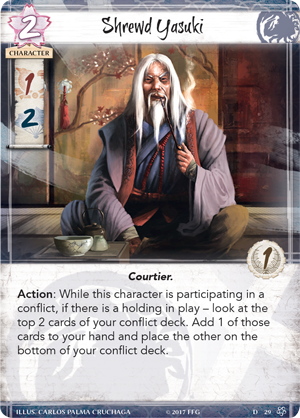 2
Shrewd Yasuki
CHARACTER
1
2
1
Courtier.
Action: While this character is participating in a
conflict, if there is a holding in play – look at the
top 2 cards of your conflict deck. Add 1 of those
cards to your hand and place the other on the
bottom of your conflict deck.
ILLUS. CARLOS PALMA CRUCHAGA © 2017 FFG D 29